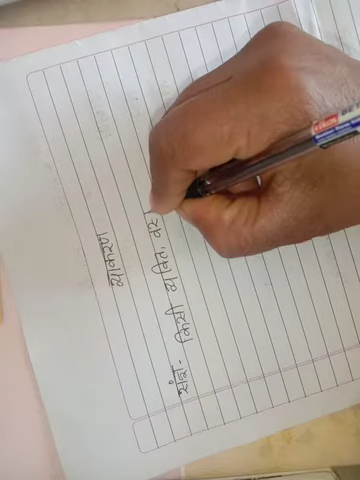 व्याकरण
संज्ञा - किसी व्यक्ति, वस्